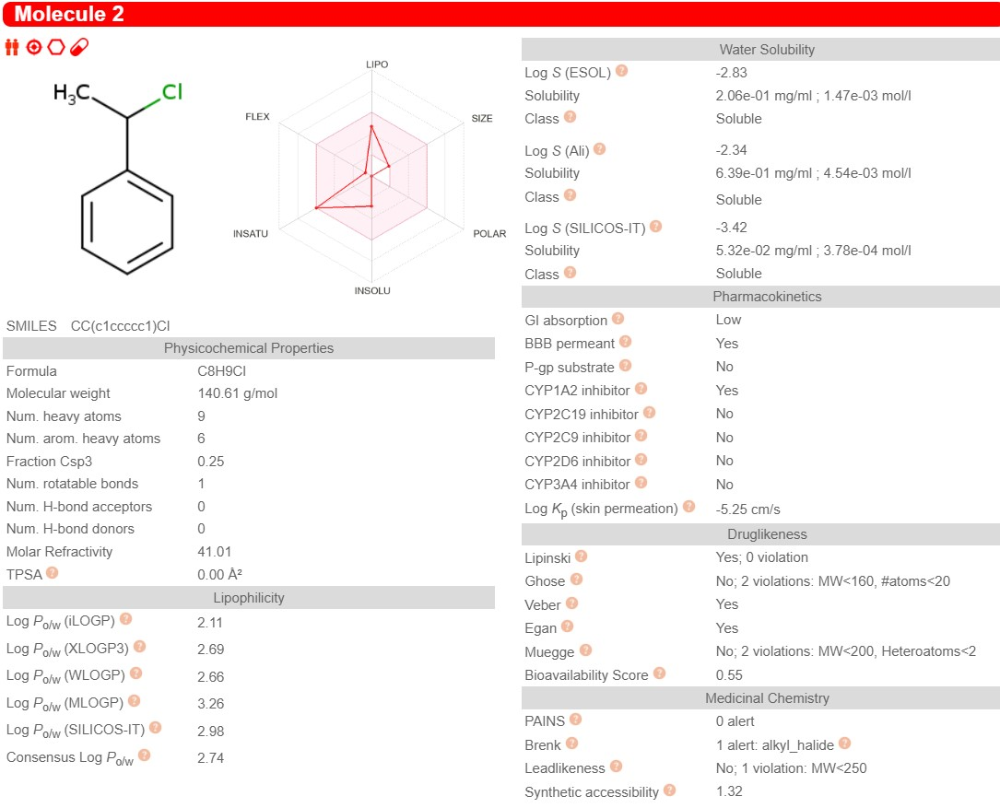 Molecule 2
H3C
Cl
LIPO
FLEX
SIZE
INSATU
POLAR
INSOLU
SMILES CC(c1ccccc1)Cl
Physicochemical Properties
Formula C8H9Cl
Molecular weight 140.61 g/mol
Num. heavy atoms 9
Num. arom. heavy atoms 6
Fraction Csp3 0.25
Num. rotatable bonds 1
Num. H-bond acceptors 0
Num. H-bond donors 0
Molar Refractivity 41.01
TPSA ? 0.00 Å²
Lipophilicity
Log Po/w (iLOGP) ? 2.11
Log Po/w (XLOGP3) ? 2.69
Log Po/w (WLOGP) ? 2.66
Log Po/w (MLOGP) ? 3.26
Log Po/w (SILICOS-IT) ? 2.98
Consensus Log Po/w ? 2.74
Water Solubility
Log S (ESOL) ? -2.83
Solubility 2.06e-01 mg/ml ; 1.47e-03 mol/l
Class ? Soluble
Log S (Ali) ? -2.34
Solubility 6.39e-01 mg/ml ; 4.54e-03 mol/l
Class ? Soluble
Log S (SILICOS-IT) ? -3.42
Solubility 5.32e-02 mg/ml ; 3.78e-04 mol/l
Class ? Soluble
Pharmacokinetics
GI absorption ? Low
BBB permeant ? Yes
P-gp substrate ? No
CYP1A2 inhibitor ? Yes
CYP2C19 inhibitor ? No
CYP2C9 inhibitor ? No
CYP2D6 inhibitor ? No
CYP3A4 inhibitor ? No
Log Kp (skin permeation) ? -5.25 cm/s
Druglikeness
Lipinski ? Yes; 0 violation
Ghose ? No; 2 violations: MW<160, #atoms<20
Veber ? Yes
Egan ? Yes
Muegge ? No; 2 violations: MW<200, Heteroatoms<2
Bioavailability Score ? 0.55
Medicinal Chemistry
PAINS ? 0 alert
Brenk ? 1 alert: alkyl_halide ?
Leadlikeness ? No; 1 violation: MW<250
Synthetic accessibility ? 1.32